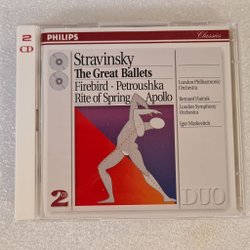 2
CD
PHILIPS
Classics
Stravinsky
The Great Ballets
Firebird · Petroushka
Rite of Spring · Apollo
London Philharmonic
Orchestra
Bernard Haitink
London Symphony
Orchestra
Igor Markevitch
2
DUO